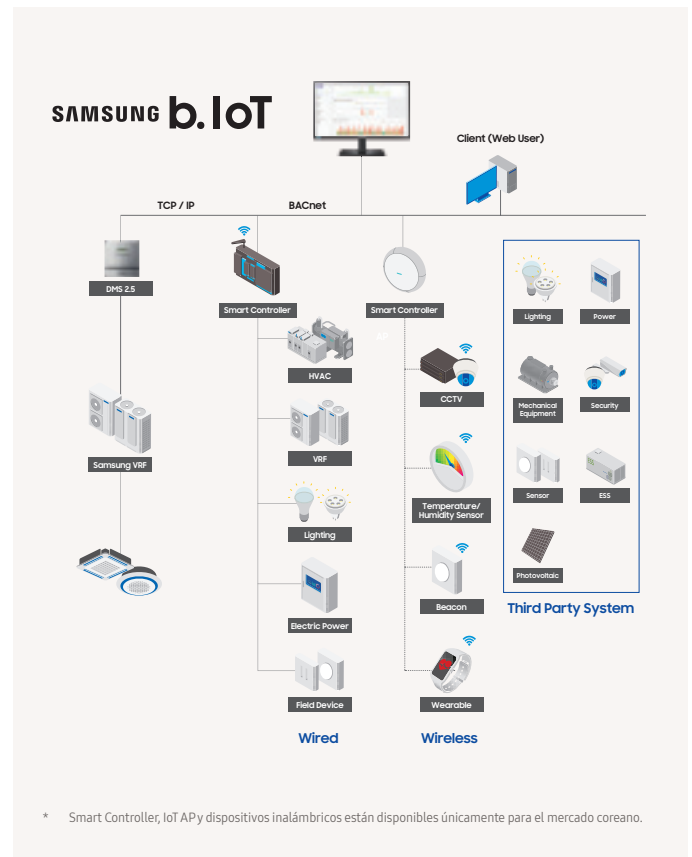 SAMSUNG b.IoT
Client (Web User)
TCP / IP
BACnet
DMS 2.5
Samsung VRF
Smart Controller
HVAC
VRF
Lighting
Electric Power
Field Device
Wired
Smart Controller
AP
CCTV
Temperature/
Humidity Sensor
Beacon
Wearable
Wireless
Lighting
Power
Mechanical
Equipment
Security
Sensor
ESS
Photovoltaic
Third Party System
* Smart Controller, IoT AP y dispositivos inalámbricos están disponibles únicamente para el mercado coreano.